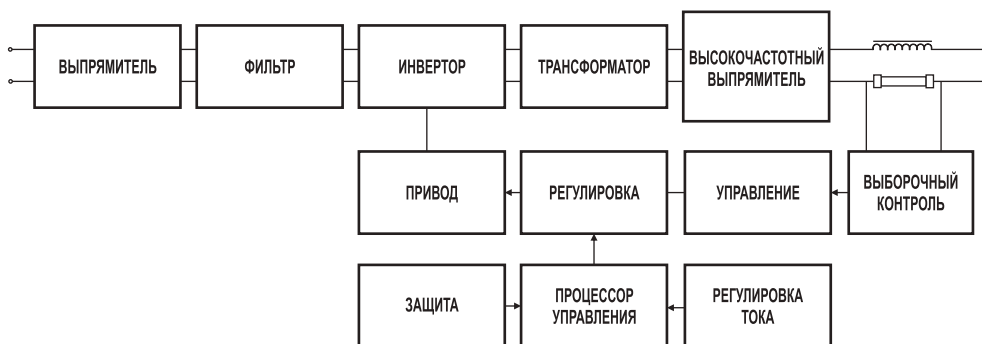 ВЫПРЯМИТЕЛЬ
ФИЛЬТР
ИНВЕРТОР
ТРАНСФОРМАТОР
ВЫСОКОЧАСТОТНЫЙ
ВЫПРЯМИТЕЛЬ
ПРИВОД
РЕГУЛИРОВКА
УПРАВЛЕНИЕ
ВЫБОРОЧНЫЙ
КОНТРОЛЬ
ЗАЩИТА
ПРОЦЕССОР
УПРАВЛЕНИЯ
РЕГУЛИРОВКА
ТОКА